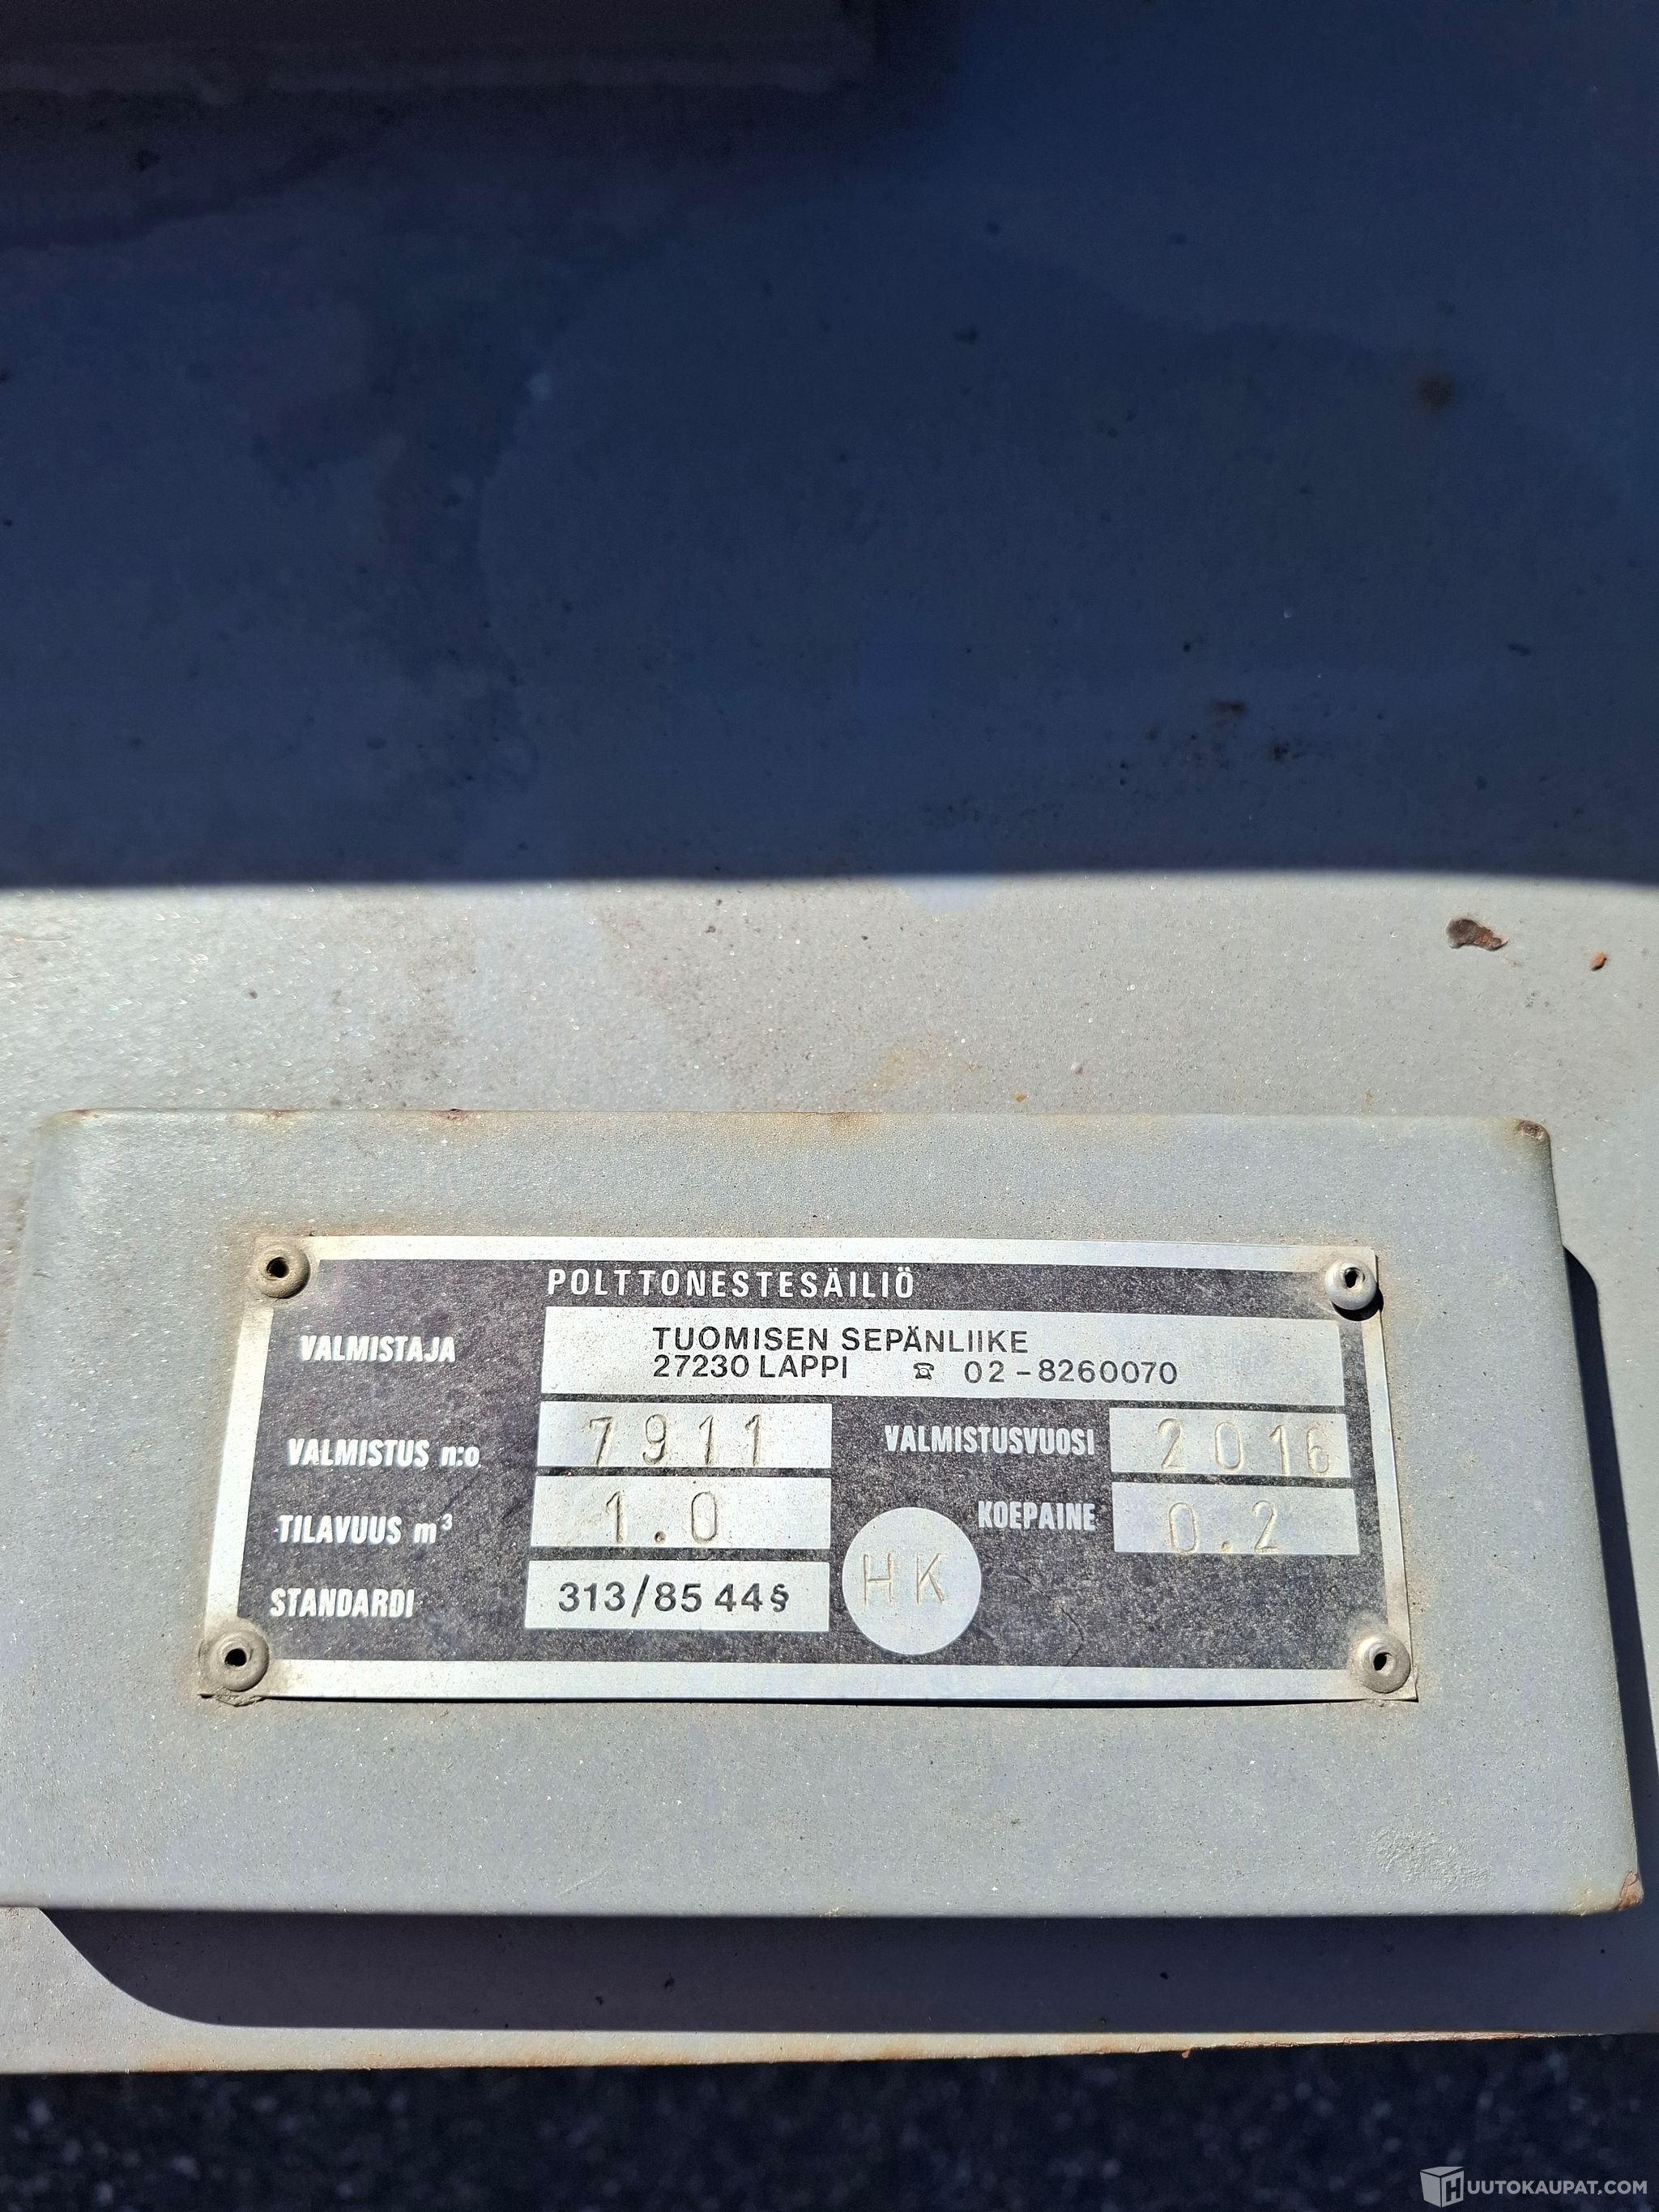 POLTTONESTESÄILIÖ
VALMISTAJA TUOMISEN SEPÄNLIIKE
27230 LAPPI ☎ 02-8260070
VALMISTUS n:o 7911 VALMISTUSVUOSI 2016
TILAVUUS m³ 1.0 KOEPAINE 0.2
STANDARDI 313/85 44§ HK
HUUTOKAUPAT.COM